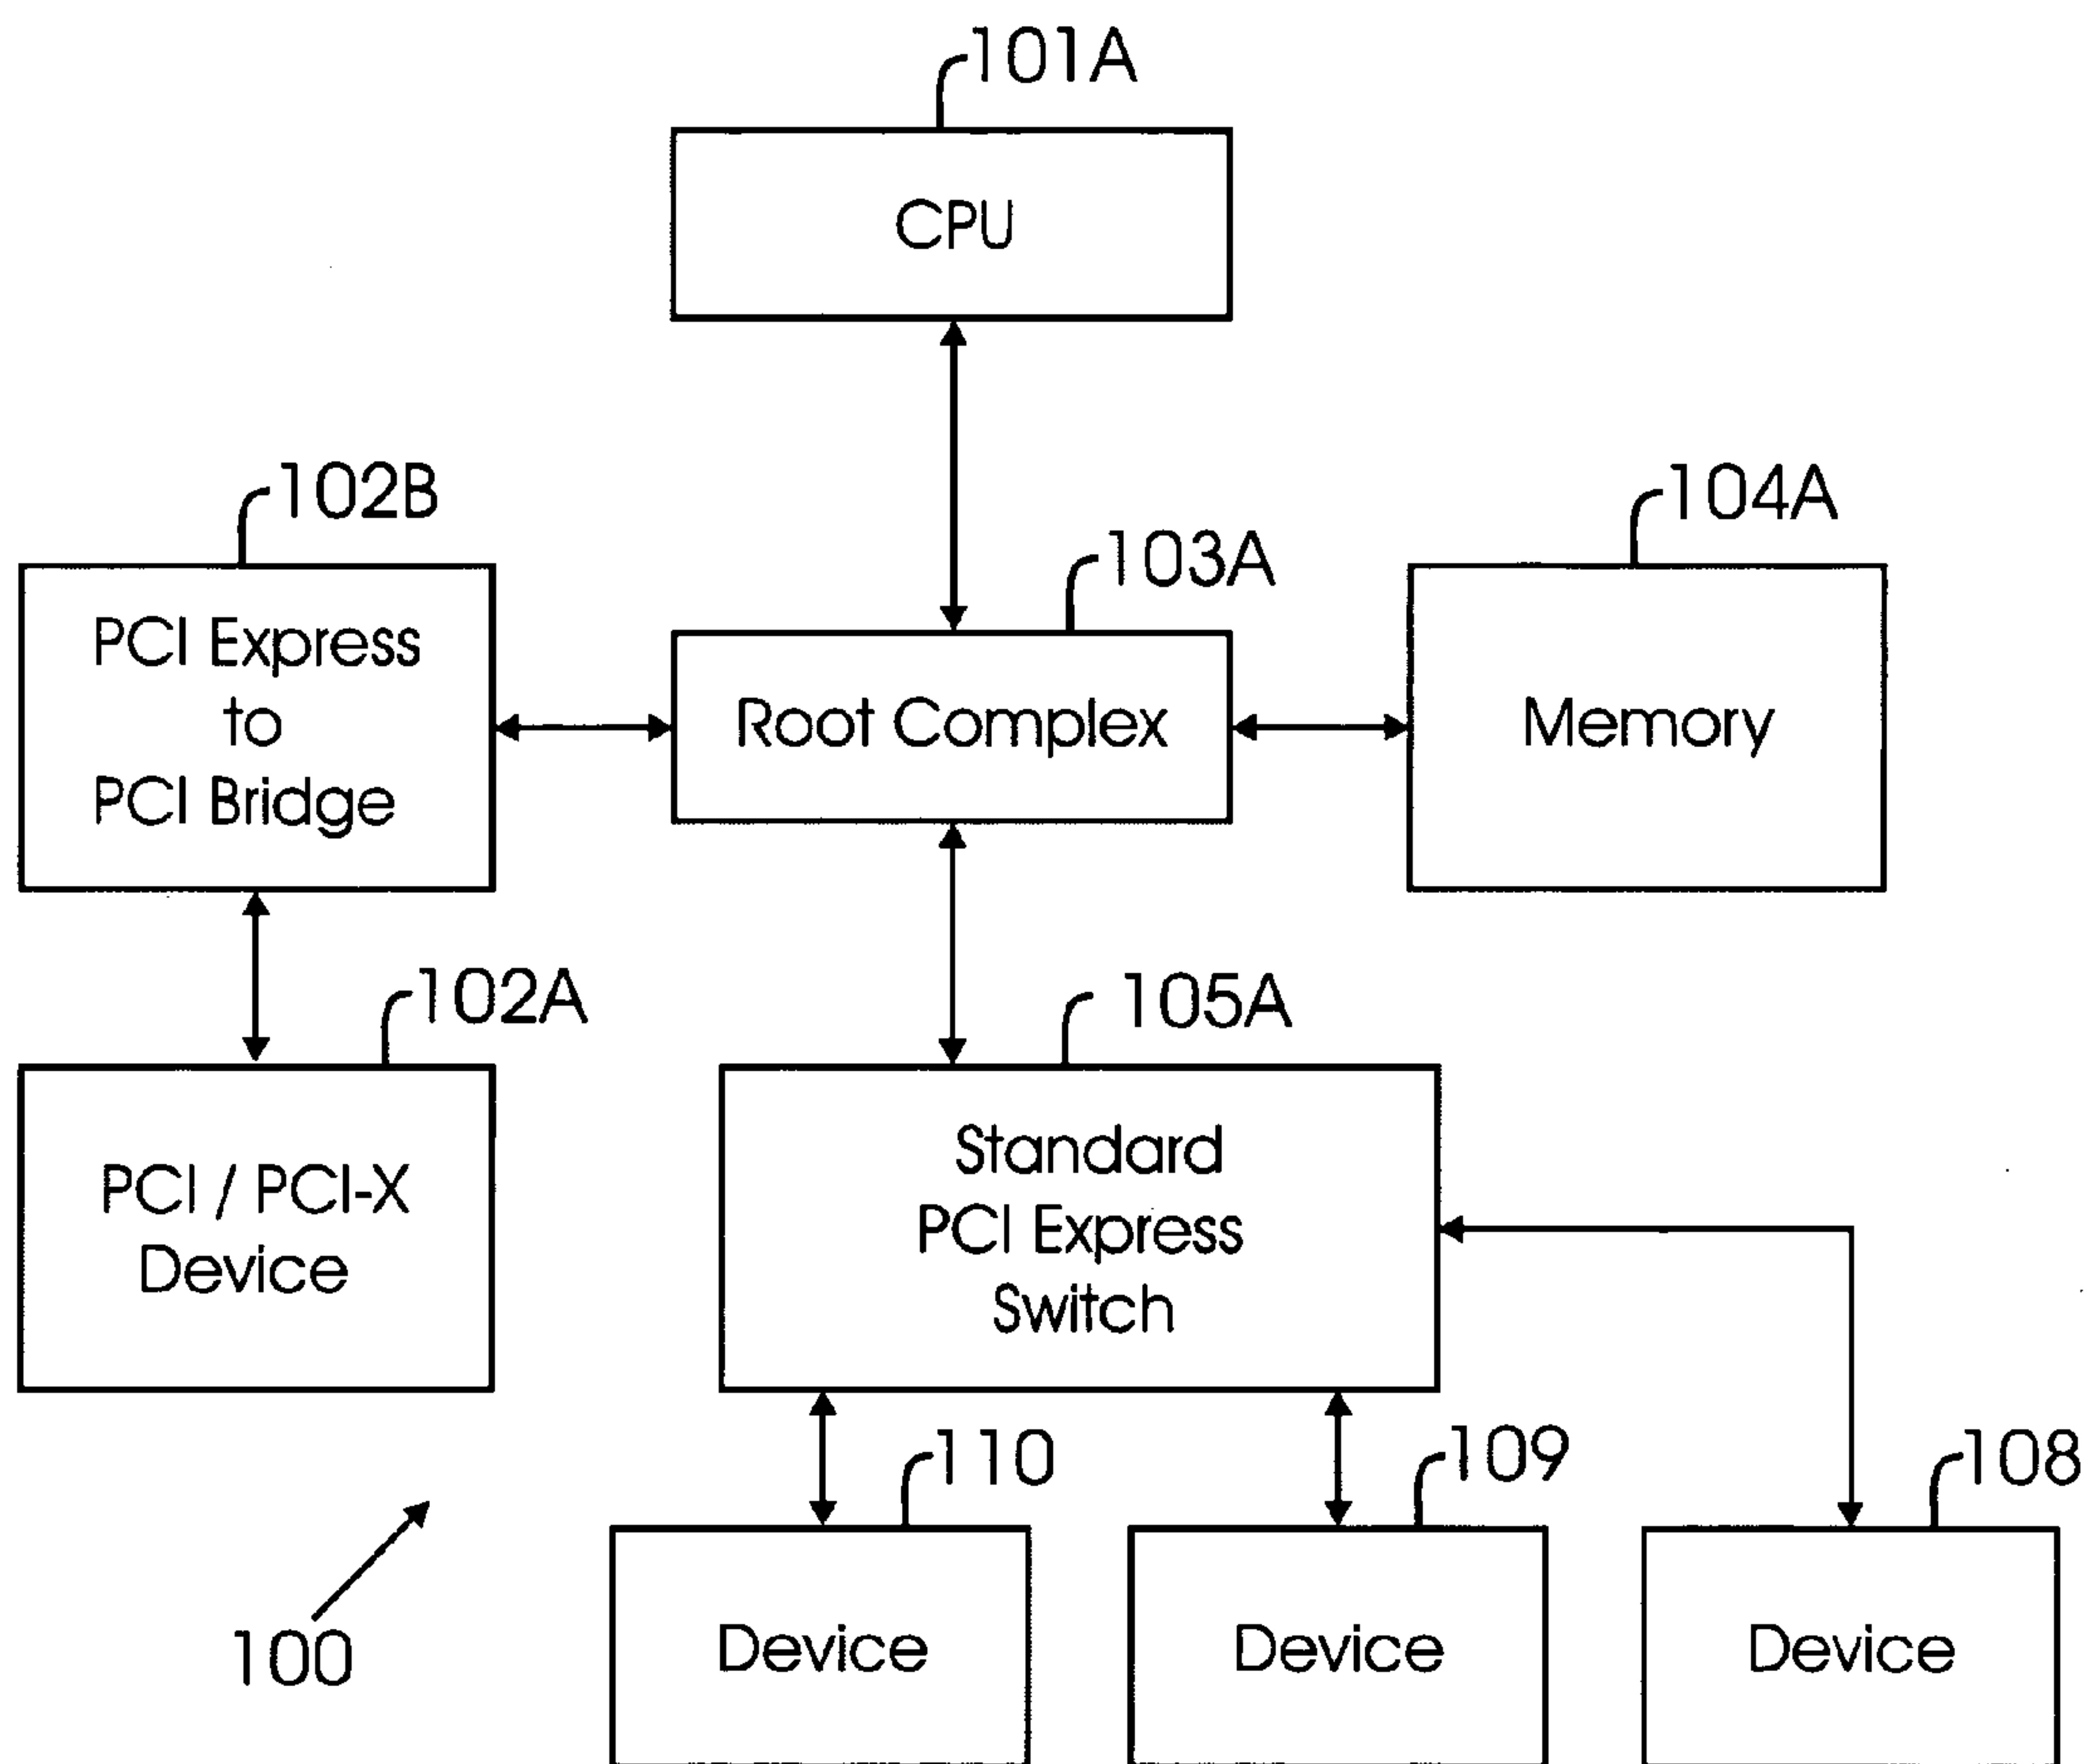 101A
CPU
102B
104A
103A
PCI Express
to
PCI Bridge
Root Complex
Memory
102A
105A
PCI / PCI-X
Device
Standard
PCI Express
Switch
110
109
108
100
Device
Device
Device